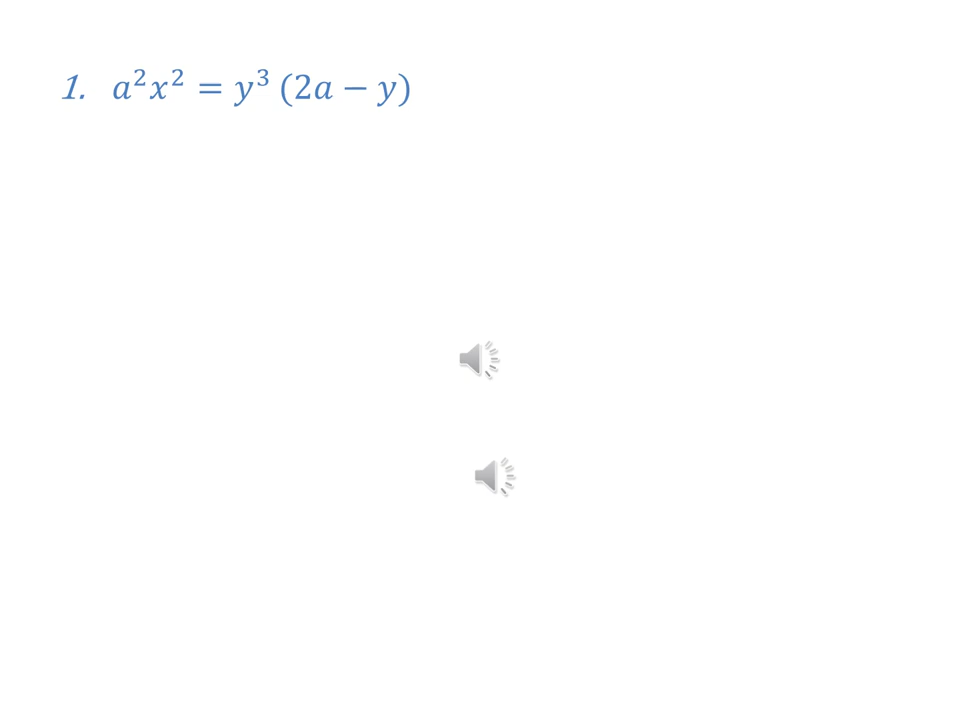 1. a²x² = y³ (2a − y)